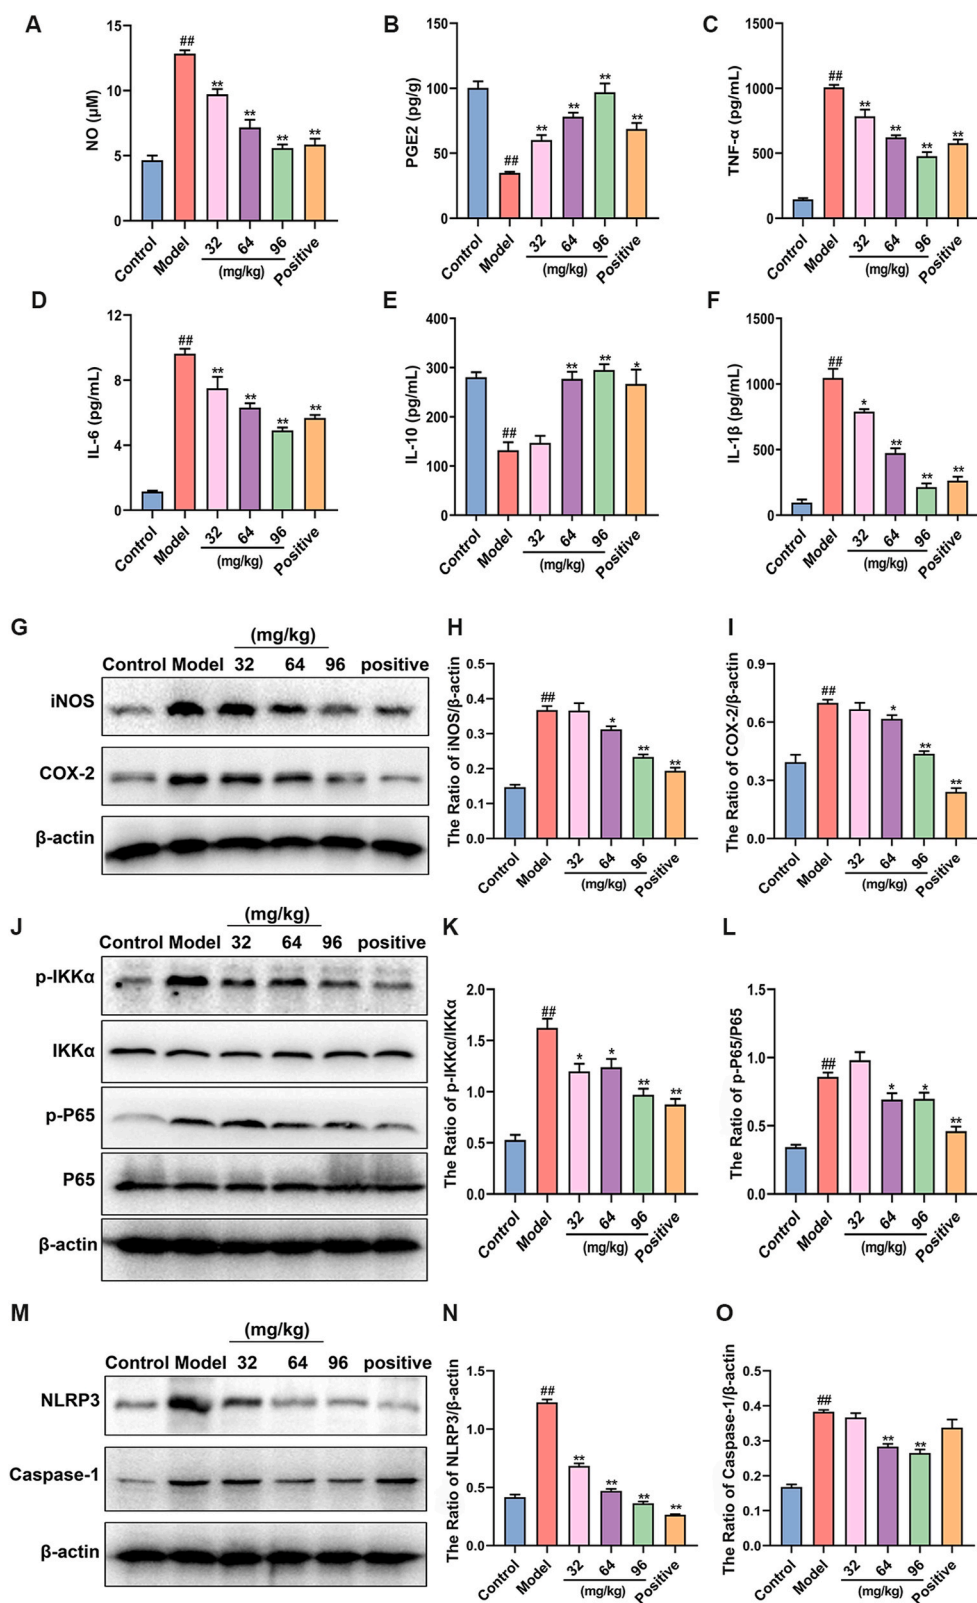 A
NO (μM)
15
10
5
0
##
**
**
**
**
Control
Model
32
64
96
Positive
(mg/kg)
B
PGE2 (pg/g)
150
100
50
0
##
**
**
**
**
Control
Model
32
64
96
Positive
(mg/kg)
C
TNF-α (pg/mL)
1500
1000
500
0
##
**
**
**
**
Control
Model
32
64
96
Positive
(mg/kg)
D
IL-6 (pg/mL)
12
8
4
0
##
**
**
**
**
Control
Model
32
64
96
Positive
(mg/kg)
E
IL-10 (pg/mL)
400
300
200
100
0
##
**
**
*
Control
Model
32
64
96
Positive
(mg/kg)
F
IL-1β (pg/mL)
1500
1000
500
0
##
*
**
**
**
Control
Model
32
64
96
Positive
(mg/kg)
G
(mg/kg)
Control Model 32 64 96 positive
iNOS
COX-2
β-actin
H
The Ratio of iNOS/β-actin
0.5
0.4
0.3
0.2
0.1
0.0
##
*
**
**
Control
Model
32
64
96
Positive
(mg/kg)
I
The Ratio of COX-2/β-actin
0.9
0.6
0.3
0.0
##
*
**
**
Control
Model
32
64
96
Positive
(mg/kg)
J
(mg/kg)
Control Model 32 64 96 positive
p-IKKα
IKKα
p-P65
P65
β-actin
K
The Ratio of p-IKKα/IKKα
2.0
1.5
1.0
0.5
0.0
##
*
*
**
**
Control
Model
32
64
96
Positive
(mg/kg)
L
The Ratio of p-P65/P65
1.5
1.0
0.5
0.0
##
*
*
**
Control
Model
32
64
96
Positive
(mg/kg)
M
(mg/kg)
Control Model 32 64 96 positive
NLRP3
Caspase-1
β-actin
N
The Ratio of NLRP3/β-actin
1.5
1.0
0.5
0.0
##
**
**
**
**
Control
Model
32
64
96
Positive
(mg/kg)
O
The Ratio of Caspase-1/β-actin
0.5
0.4
0.3
0.2
0.1
0.0
##
**
**
Control
Model
32
64
96
Positive
(mg/kg)